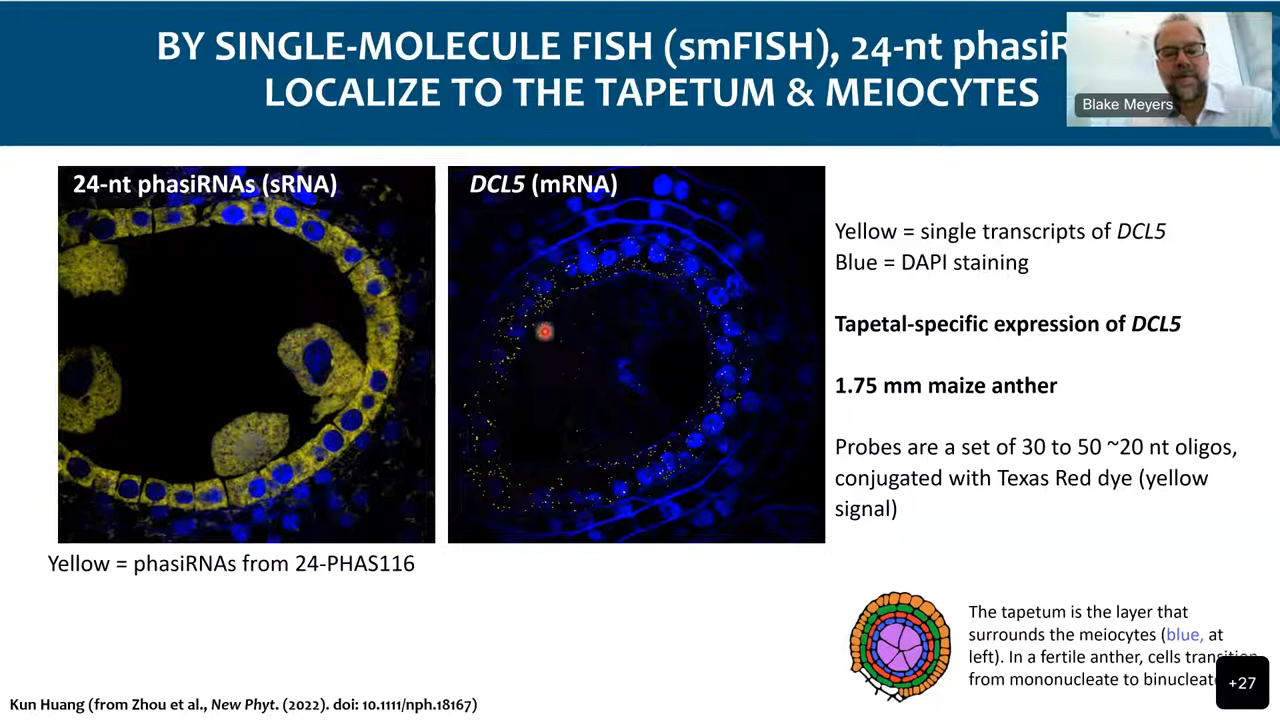 BY SINGLE-MOLECULE FISH (smFISH), 24-nt
LOCALIZE TO THE TAPETUM & MEIOCYTES
Blake Meyers
24-nt phasiRNAs (sRNA)
DCL5 (mRNA)
Yellow = single transcripts of DCL5
Blue = DAPI staining
Tapetal-specific expression of DCL5
1.75 mm maize anther
Probes are a set of 30 to 50 ~20 nt oligos,
conjugated with Texas Red dye (yellow
signal)
Yellow = phasiRNAs from 24-PHAS116
The tapetum is the layer that
surrounds the meiocytes (blue, at
left). In a fertile anther, cells transition
from mononucleate to binucleate
+27
Kun Huang (from Zhou et al., New Phyt. (2022). doi: 10.1111/nph.18167)